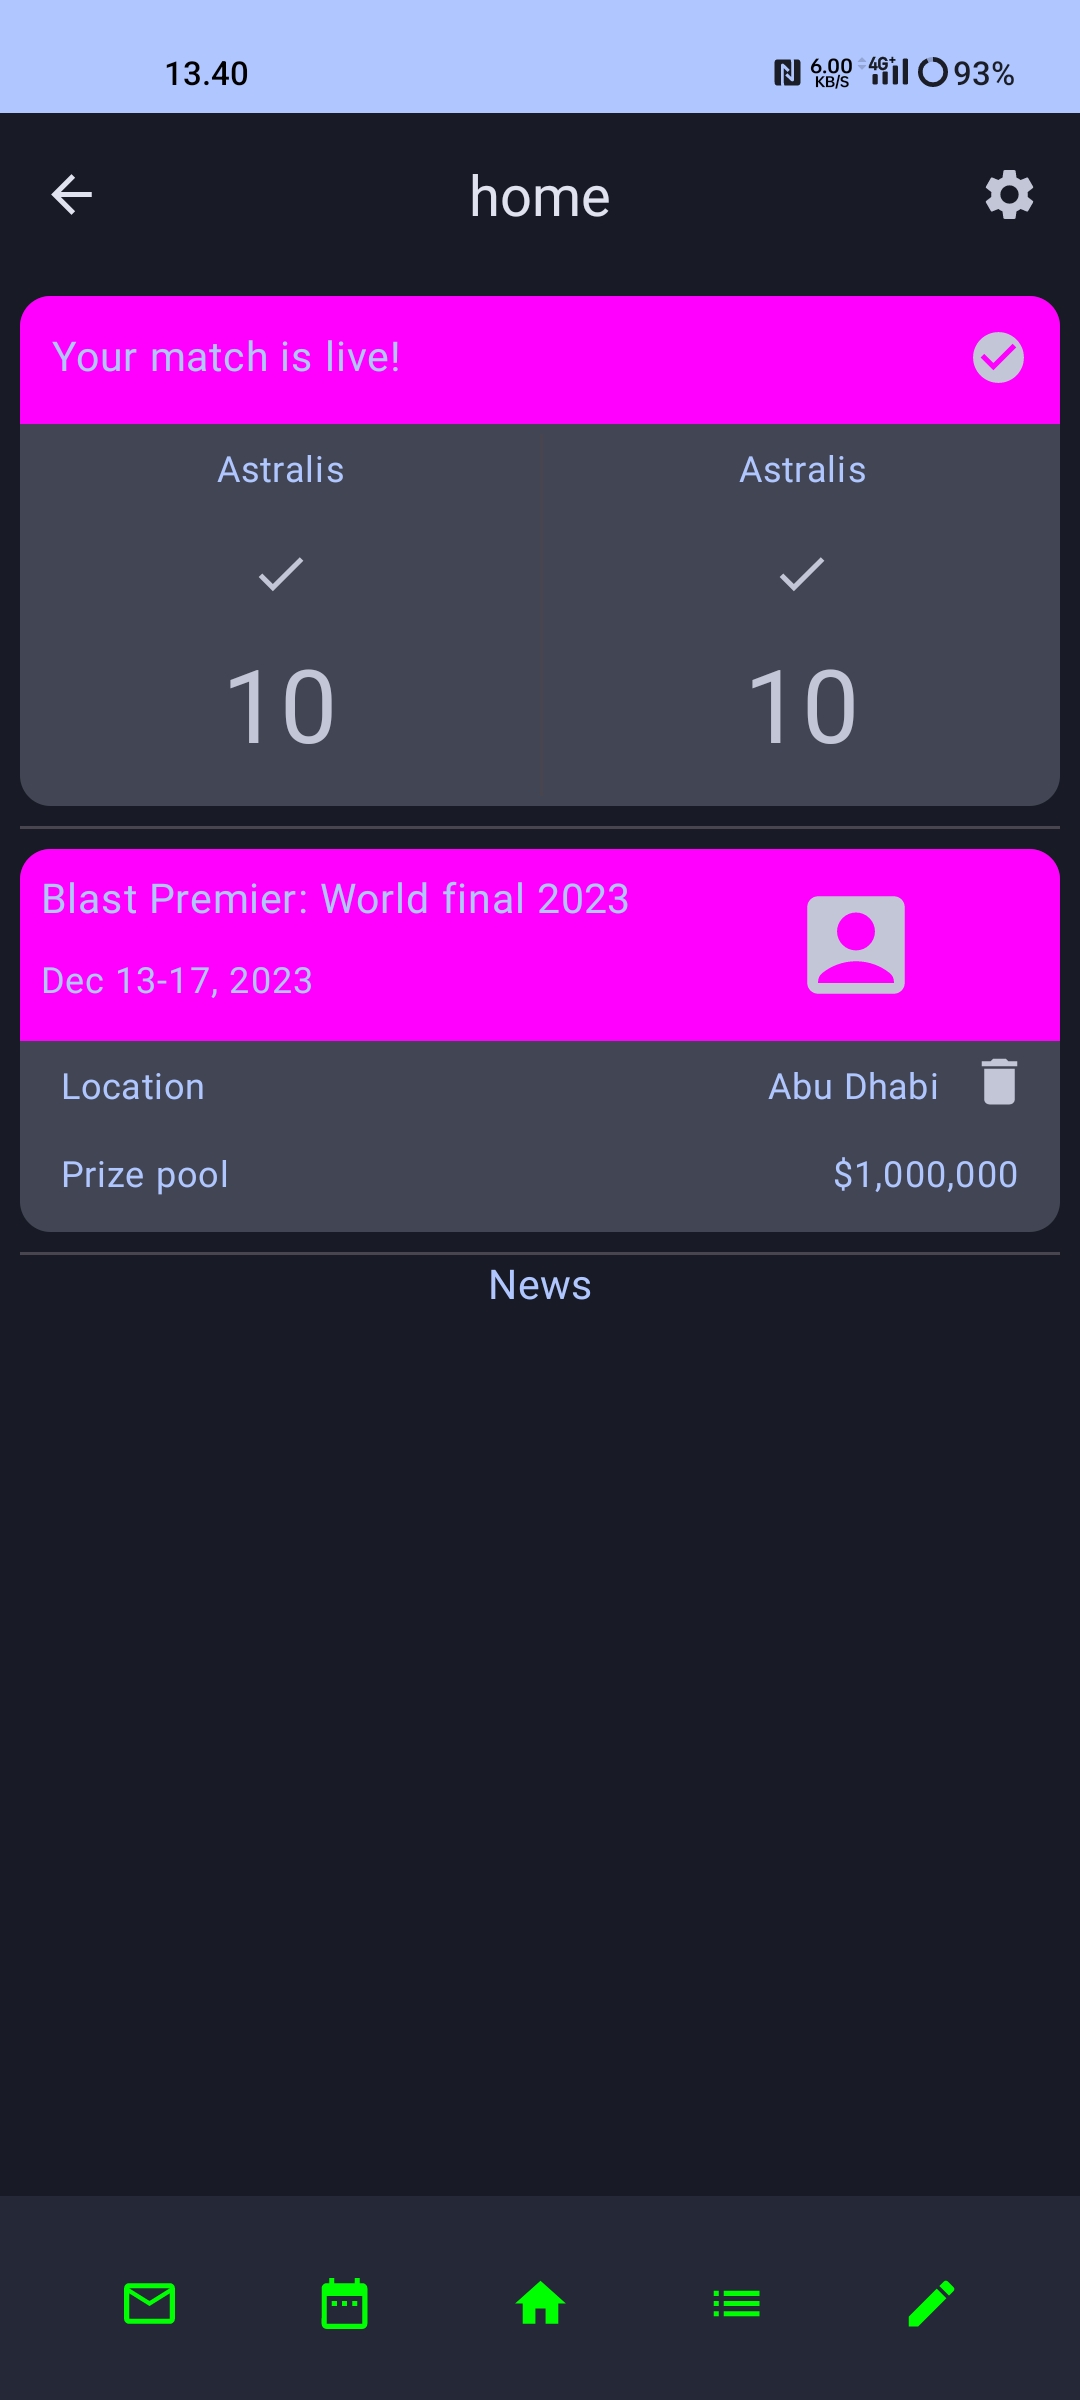 13.40
6.00 KB/S 4G+ 93%
home
Your match is live!
Astralis Astralis
10 10
Blast Premier: World final 2023
Dec 13-17, 2023
Location Abu Dhabi
Prize pool $1,000,000
News